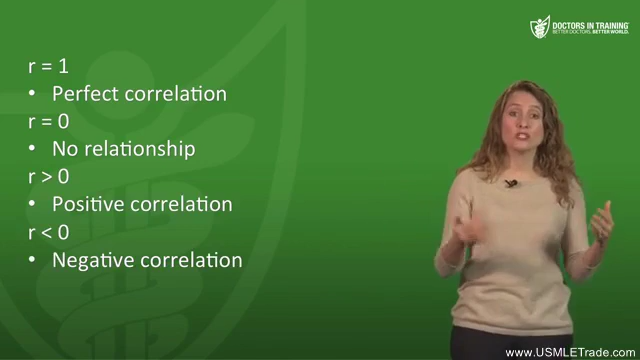 DOCTORS IN TRAINING
BETTER DOCTORS, BETTER WORLD.
r = 1
• Perfect correlation
r = 0
• No relationship
r > 0
• Positive correlation
r < 0
• Negative correlation
www.USMLETrade.com